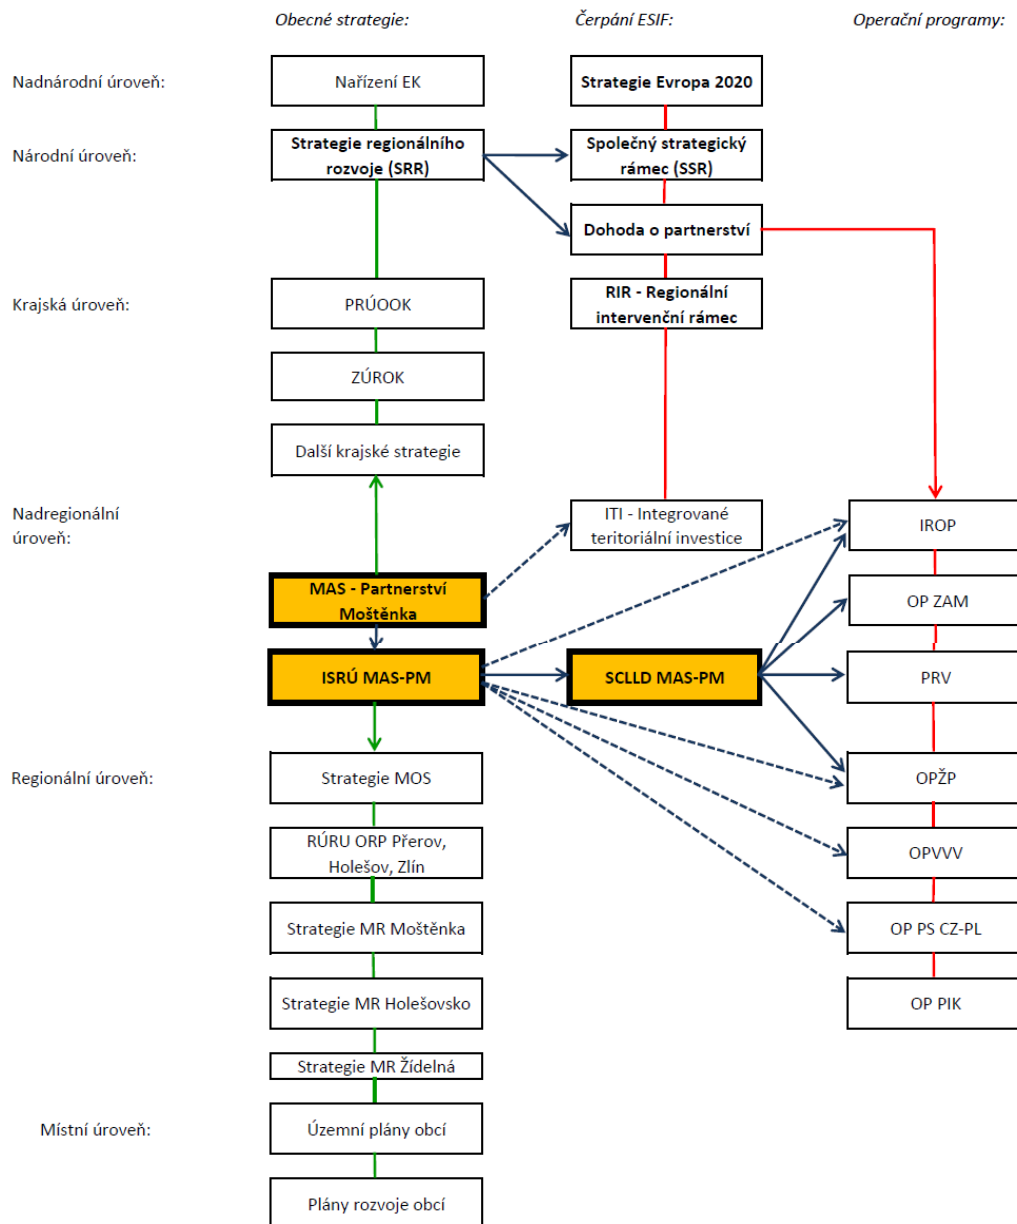 Obecné strategie:
Čerpání ESIF:
Operační programy:
Nadnárodní úroveň:
Nařízení EK
Strategie Evropa 2020
Národní úroveň:
Strategie regionálního
rozvoje (SRR)
Společný strategický
rámec (SSR)
Dohoda o partnerství
Krajská úroveň:
PRÚOOK
RIR - Regionální
intervenční rámec
ZÚROK
Další krajské strategie
Nadregionální
úroveň:
ITI - Integrované
teritoriální investice
IROP
MAS - Partnerství
Moštěnka
OP ZAM
ISRÚ MAS-PM
SCLLD MAS-PM
PRV
Regionální úroveň:
Strategie MOS
OPŽP
RÚRU ORP Přerov,
Holešov, Zlín
OPVVV
Strategie MR Moštěnka
OP PS CZ-PL
Strategie MR Holešovsko
OP PIK
Strategie MR Žídelná
Místní úroveň:
Územní plány obcí
Plány rozvoje obcí